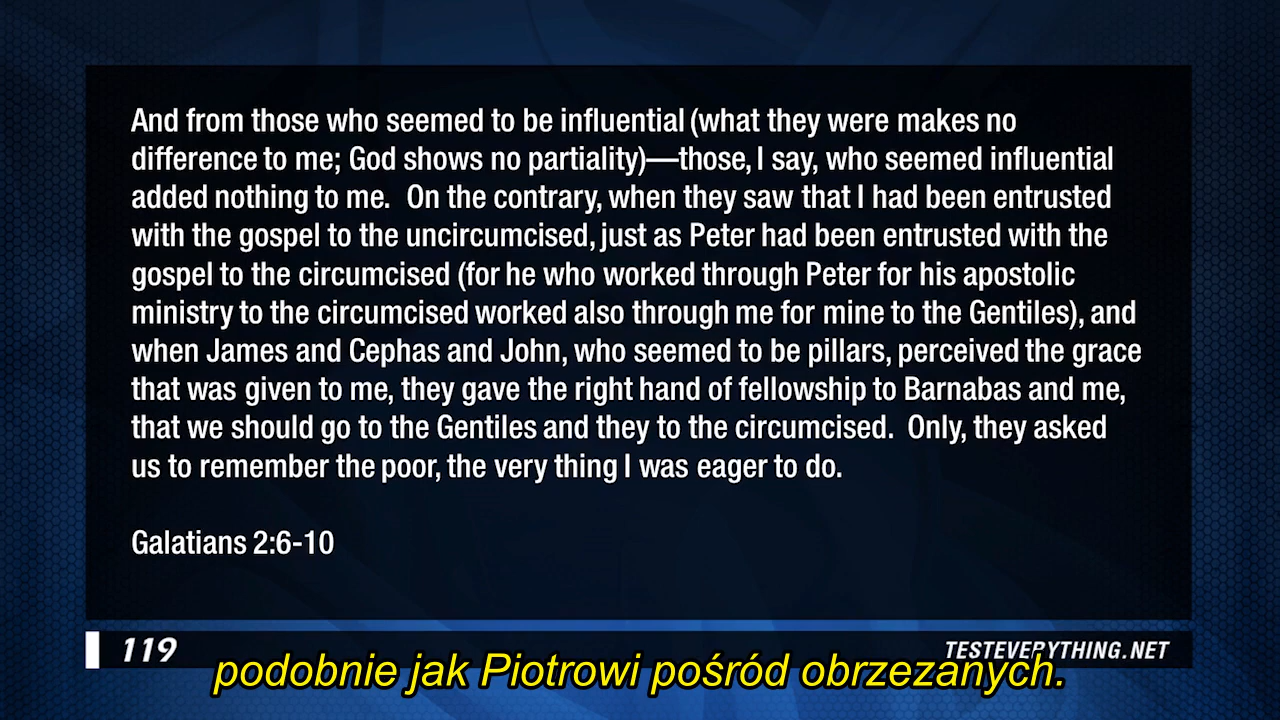 And from those who seemed to be influential (what they were makes no
difference to me; God shows no partiality)—those, I say, who seemed influential
added nothing to me.  On the contrary, when they saw that I had been entrusted
with the gospel to the uncircumcised, just as Peter had been entrusted with the
gospel to the circumcised (for he who worked through Peter for his apostolic
ministry to the circumcised worked also through me for mine to the Gentiles), and
when James and Cephas and John, who seemed to be pillars, perceived the grace
that was given to me, they gave the right hand of fellowship to Barnabas and me,
that we should go to the Gentiles and they to the circumcised.  Only, they asked
us to remember the poor, the very thing I was eager to do.
Galatians 2:6-10
119
TESTEVERYTHING.NET
podobnie jak Piotrowi pośród obrzezanych.